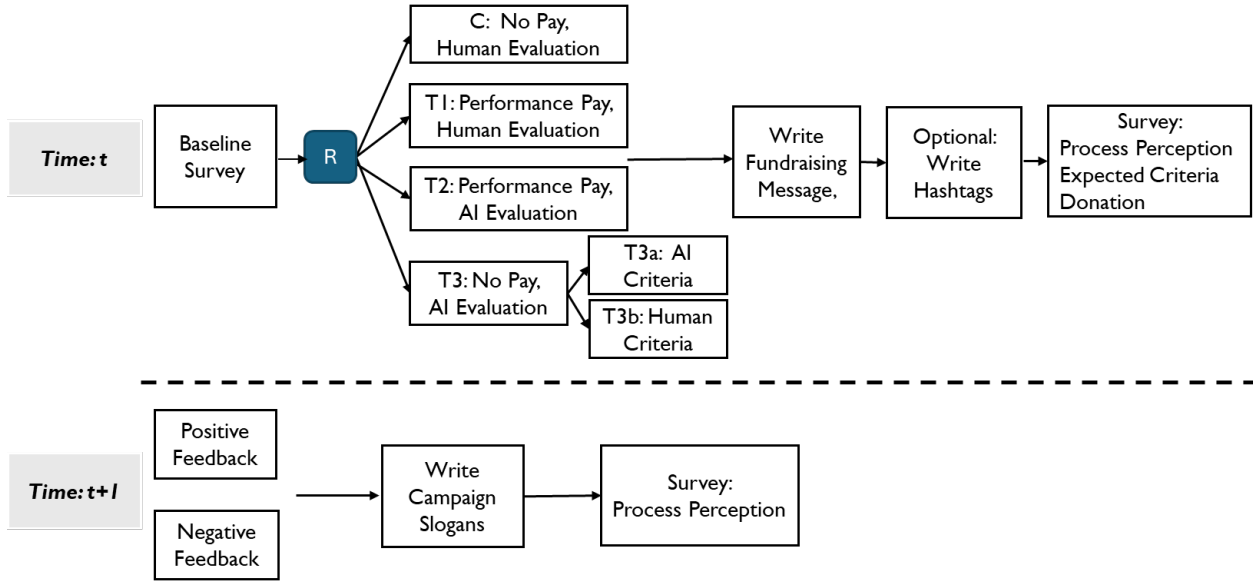 C: No Pay,
Human Evaluation
T1: Performance Pay,
Human Evaluation
Time: t
Baseline
Survey
R
T2: Performance Pay,
AI Evaluation
T3: No Pay,
AI Evaluation
T3a: AI
Criteria
T3b: Human
Criteria
Write
Fundraising
Message,
Optional:
Write
Hashtags
Survey:
Process Perception
Expected Criteria
Donation
Time: t+1
Positive
Feedback
Negative
Feedback
Write
Campaign
Slogans
Survey:
Process Perception